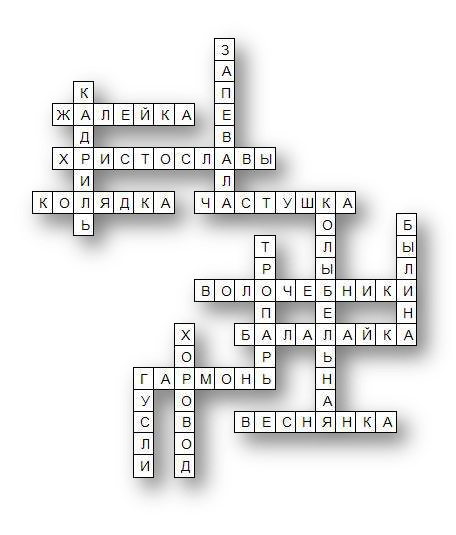 ЗАПЕВАЛА
КАДРИЛЬ
ЖАЛЕЙКА
ХРИСТОСЛАВЫ
КОЛЯДКА
ЧАСТУШКА
КОЛЫБЕЛЬНАЯ
БЫЛИНА
ТРОПАРЬ
ВОЛОЧЕБНИКИ
БАЛАЛАЙКА
ХОРОВОД
ГАРМОНЬ
ГУСЛИ
ВЕСНЯНКА